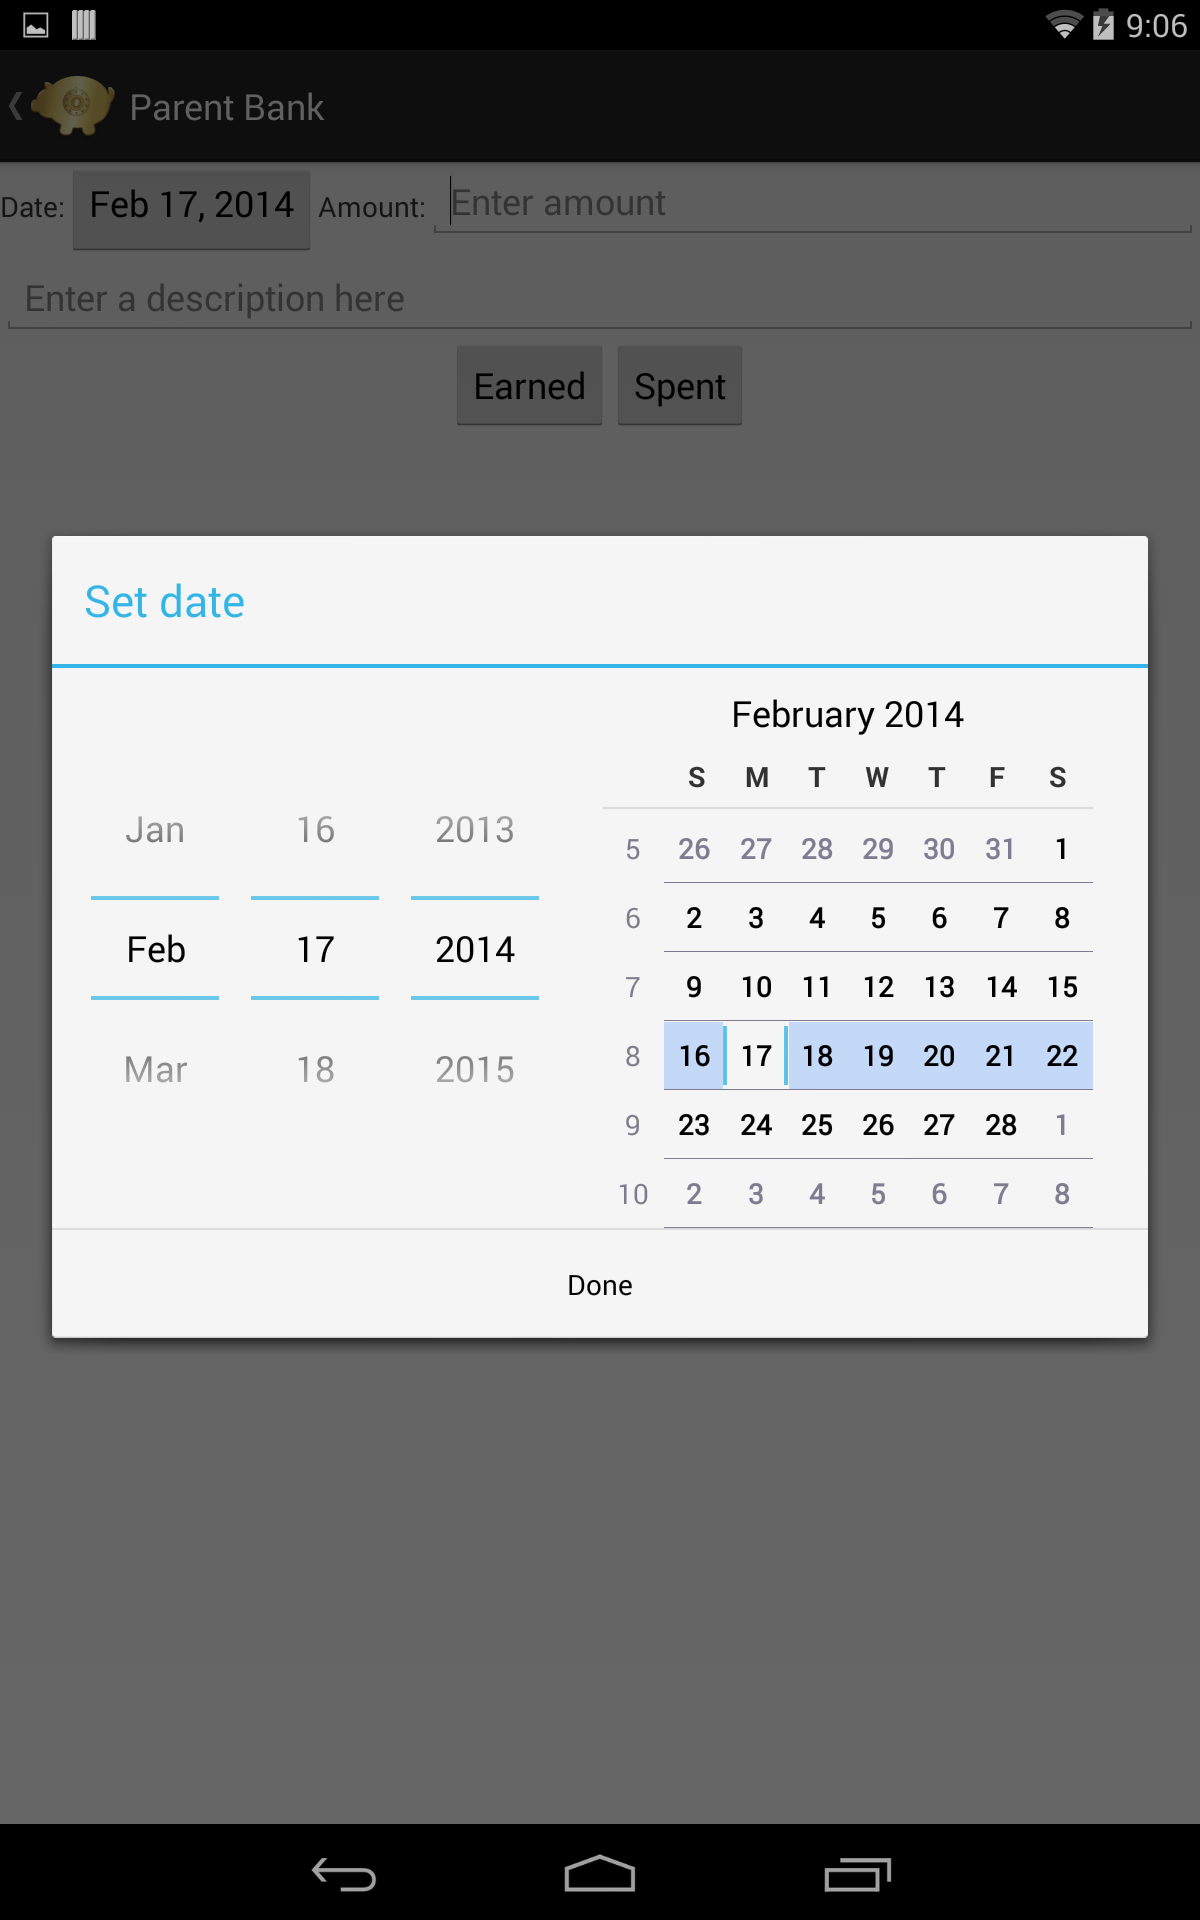 9:06
Parent Bank
Date: Feb 17, 2014 Amount: Enter amount
Enter a description here
Earned Spent
Set date
Jan 16 2013
Feb 17 2014
Mar 18 2015
February 2014
S M T W T F S
5 26 27 28 29 30 31 1
6 2 3 4 5 6 7 8
7 9 10 11 12 13 14 15
8 16 17 18 19 20 21 22
9 23 24 25 26 27 28 1
10 2 3 4 5 6 7 8
Done